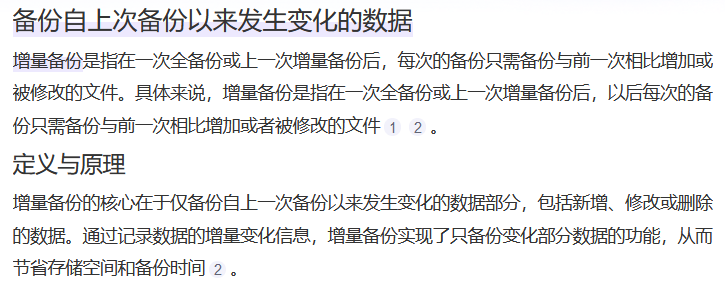 备份自上次备份以来发生变化的数据
增量备份是指在一次全备份或上一次增量备份后，每次的备份只需备份与前一次相比增加或
被修改的文件。具体来说，增量备份是指在一次全备份或上一次增量备份后，以后每次的备
份只需备份与前一次相比增加或者被修改的文件 1 2 。
定义与原理
增量备份的核心在于仅备份自上一次备份以来发生变化的数据部分，包括新增、修改或删除
的数据。通过记录数据的增量变化信息，增量备份实现了只备份变化部分数据的功能，从而
节省存储空间和备份时间 2 。